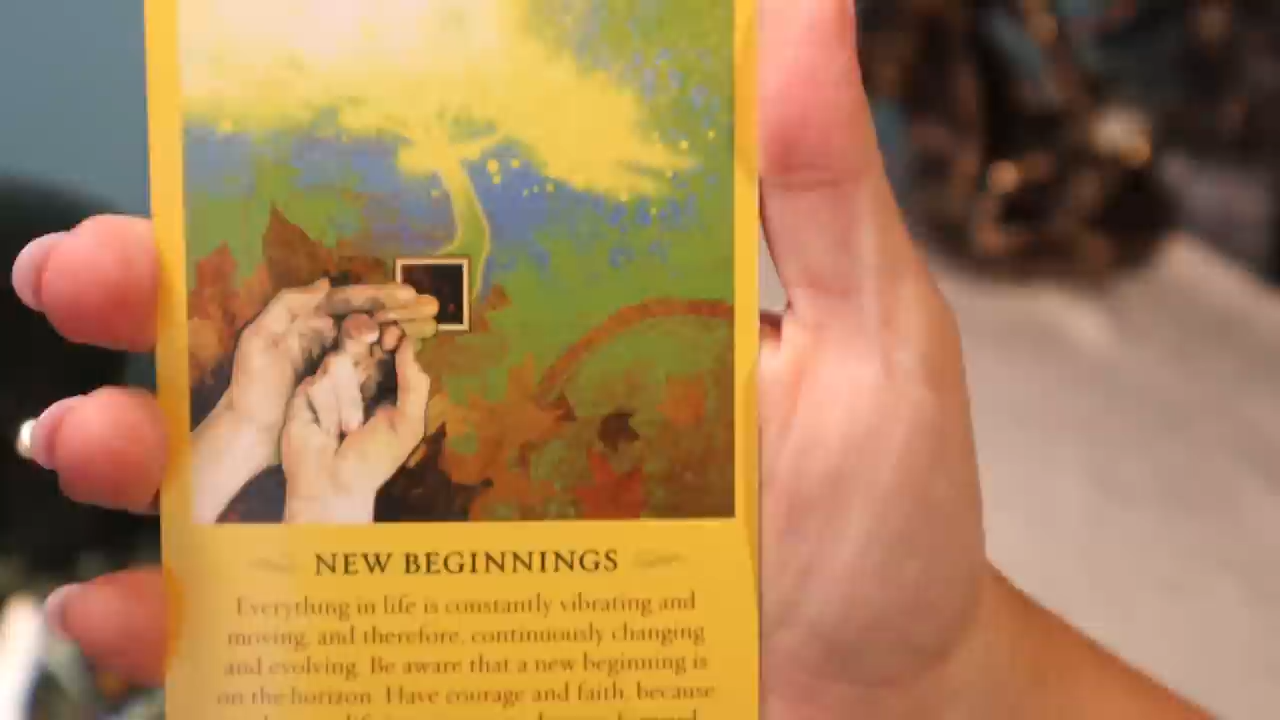 NEW BEGINNINGS
Everything in life is constantly vibrating and
moving, and therefore, continuously changing
and evolving. Be aware that a new beginning is
on the horizon. Have courage and faith, because